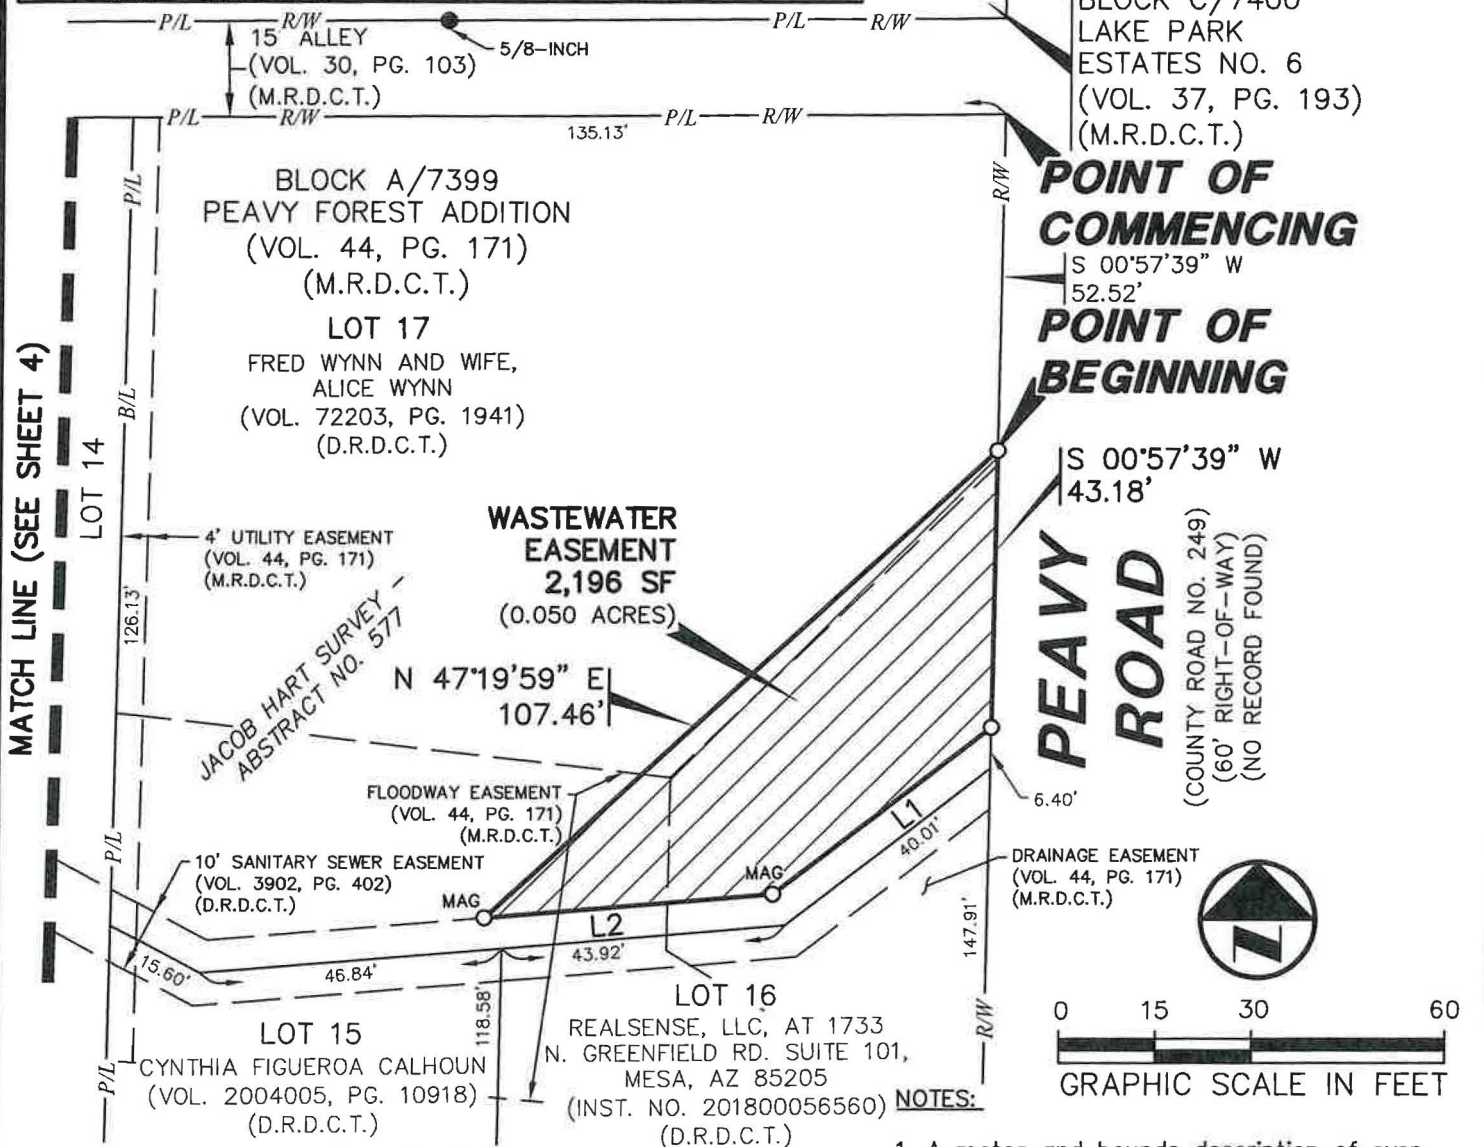 P/L
R/W
P/L
R/W
15' ALLEY
(VOL. 30, PG. 103)
(M.R.D.C.T.)
5/8-INCH
LAKE PARK
ESTATES NO. 6
(VOL. 37, PG. 193)
(M.R.D.C.T.)
P/L
R/W
135.13'
P/L
R/W
POINT OF
COMMENCING
S 00°57'39" W
52.52'
POINT OF
BEGINNING
S 00°57'39" W
43.18'
R/W
P/L
B/L
BLOCK A/7399
PEAVY FOREST ADDITION
(VOL. 44, PG. 171)
(M.R.D.C.T.)
LOT 17
FRED WYNN AND WIFE,
ALICE WYNN
(VOL. 72203, PG. 1941)
(D.R.D.C.T.)
MATCH LINE (SEE SHEET 4)
LOT 14
4' UTILITY EASEMENT
(VOL. 44, PG. 171)
(M.R.D.C.T.)
126.13'
JACOB HART SURVEY
ABSTRACT NO. 577
WASTEWATER
EASEMENT
2,196 SF
(0.050 ACRES)
N 47°19'59" E
107.46'
PEAVY
ROAD
(COUNTY ROAD NO. 249)
(60' RIGHT-OF-WAY)
(NO RECORD FOUND)
6.40'
FLOODWAY EASEMENT
(VOL. 44, PG. 171)
(M.R.D.C.T.)
P/L
10' SANITARY SEWER EASEMENT
(VOL. 3902, PG. 402)
(D.R.D.C.T.)
MAG
MAG
L1
40.01'
L2
43.92'
DRAINAGE EASEMENT
(VOL. 44, PG. 171)
(M.R.D.C.T.)
147.91'
15.60'
46.84'
118.58'
LOT 15
CYNTHIA FIGUEROA CALHOUN
(VOL. 2004005, PG. 10918)
(D.R.D.C.T.)
P/L
LOT 16
REALSENSE, LLC, AT 1733
N. GREENFIELD RD. SUITE 101,
MESA, AZ 85205
(INST. NO. 201800056560)
(D.R.D.C.T.)
R/W
Z
0 15 30 60
GRAPHIC SCALE IN FEET
NOTES: